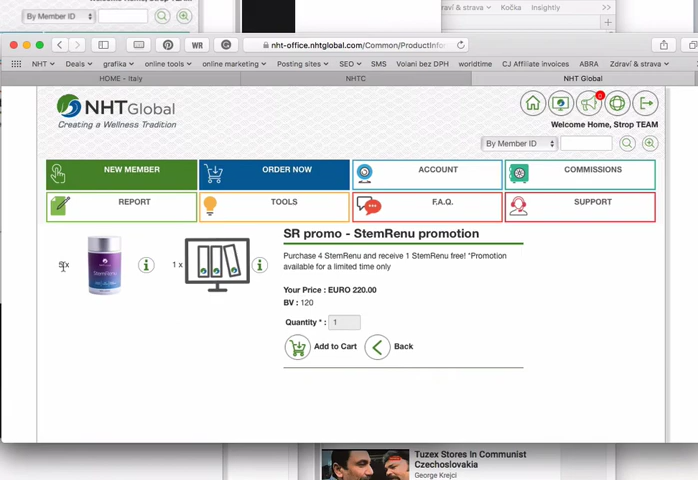 Welcome Home, Strop TEAM
By Member ID
raví & strava Kočka Insightly
WR
nht-office.nhtglobal.com/Common/ProductInfo
NHT Deals grafika online tools online marketing Posting sites SEO SMS Volani bez DPH worldtime CJ Affiliate invoices ABRA Zdraví & strava
HOME - Italy NHTC NHT Global
NHTGLOBAL
Creating a Wellness Tradition
0
Welcome Home, Strop TEAM
By Member ID
NEW MEMBER ORDER NOW ACCOUNT COMMISSIONS
REPORT TOOLS F.A.Q. SUPPORT
SR promo - StemRenu promotion
Purchase 4 StemRenu and receive 1 StemRenu free! *Promotion
available for a limited time only
5 x
StemRenu
1 x
Your Price : EURO 220.00
BV : 120
Quantity * : 1
Add to Cart Back
Tuzex Stores In Communist
Czechoslovakia
George Krejci